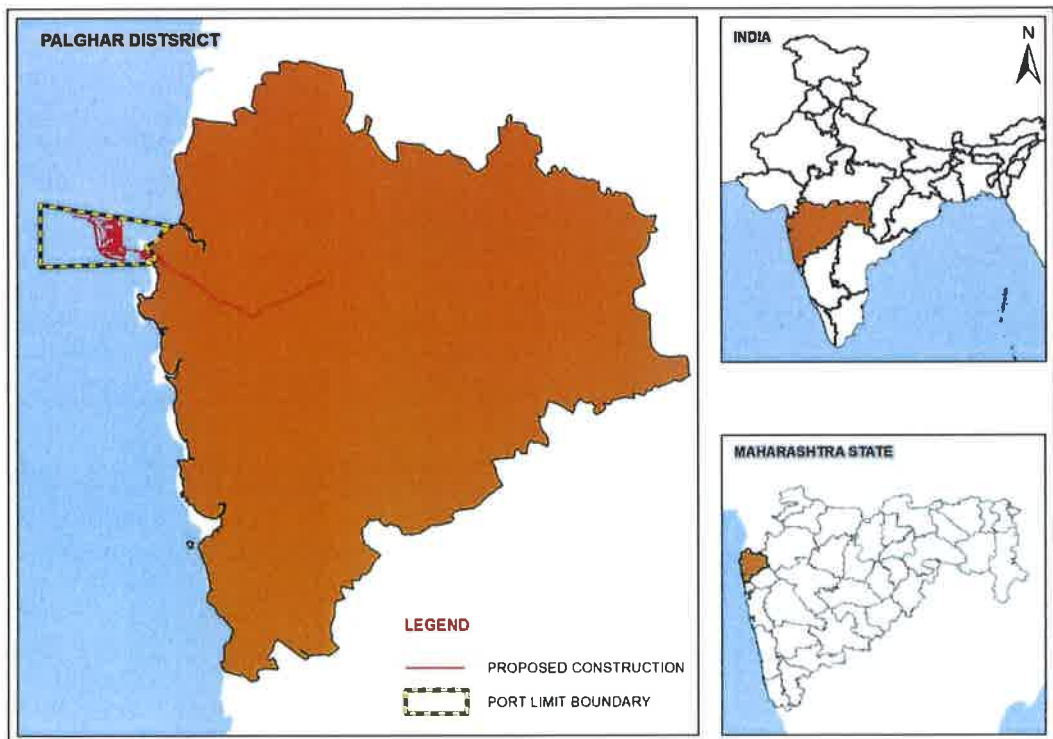 PALGHAR DISTSRICT
LEGEND
PROPOSED CONSTRUCTION
PORT LIMIT BOUNDARY
INDIA
N
MAHARASHTRA STATE